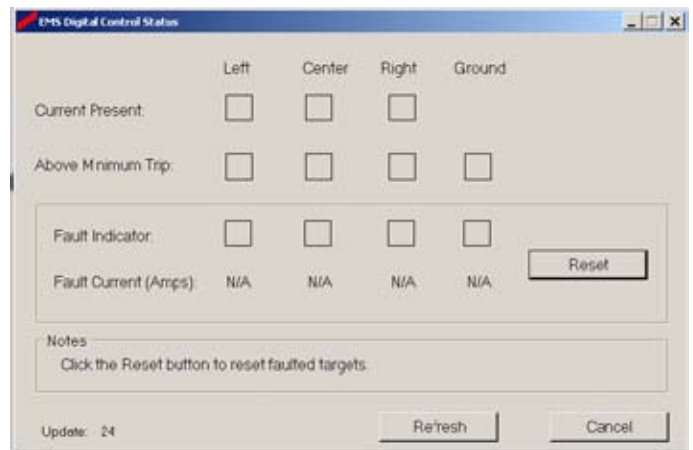 EMS Digital Control Status
Left Center Right Ground
Current Present:
Above Minimum Trip:
Fault Indicator:
Reset
Fault Current (Amps): N/A N/A N/A N/A
Notes
Click the Reset button to reset faulted targets.
Update: 24 Refresh Cancel